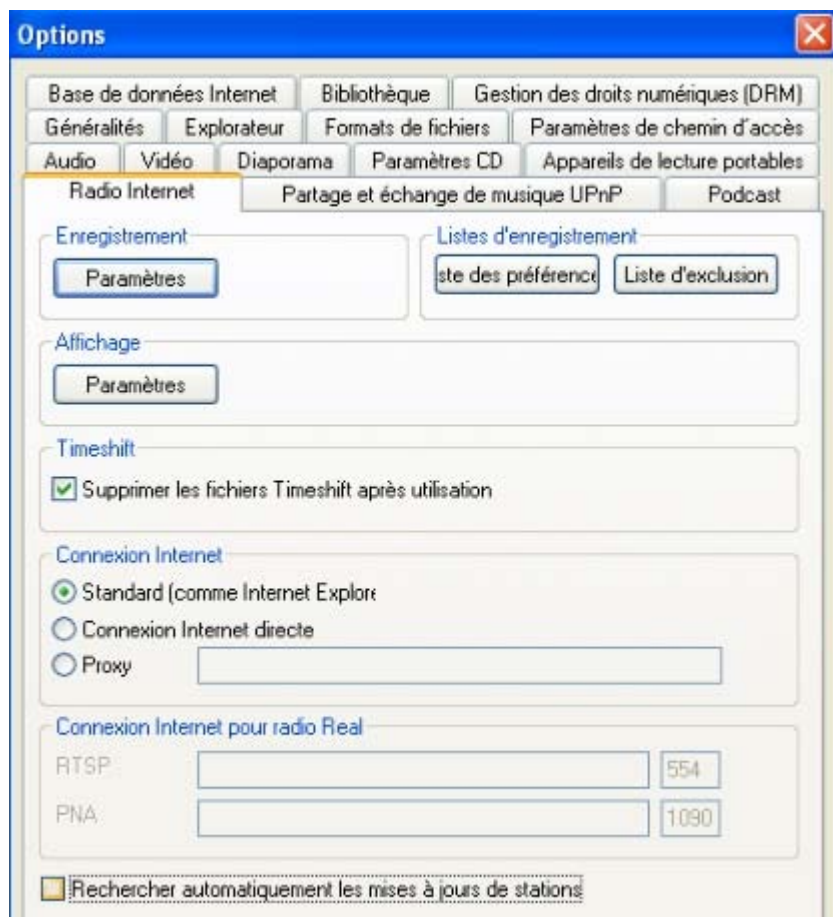 Options
Base de données Internet Bibliothèque Gestion des droits numériques (DRM)
Généralités Explorateur Formats de fichiers Paramètres de chemin d'accès
Audio Vidéo Diaporama Paramètres CD Appareils de lecture portables
Radio Internet Partage et échange de musique UPnP Podcast
Enregistrement Listes d'enregistrement
Paramètres ste des préférence Liste d'exclusion
Affichage
Paramètres
Timeshift
Supprimer les fichiers Timeshift après utilisation
Connexion Internet
Standard (comme Internet Explore
Connexion Internet directe
Proxy
Connexion Internet pour radio Real
RTSP 554
PNA 1090
Rechercher automatiquement les mises à jours de stations